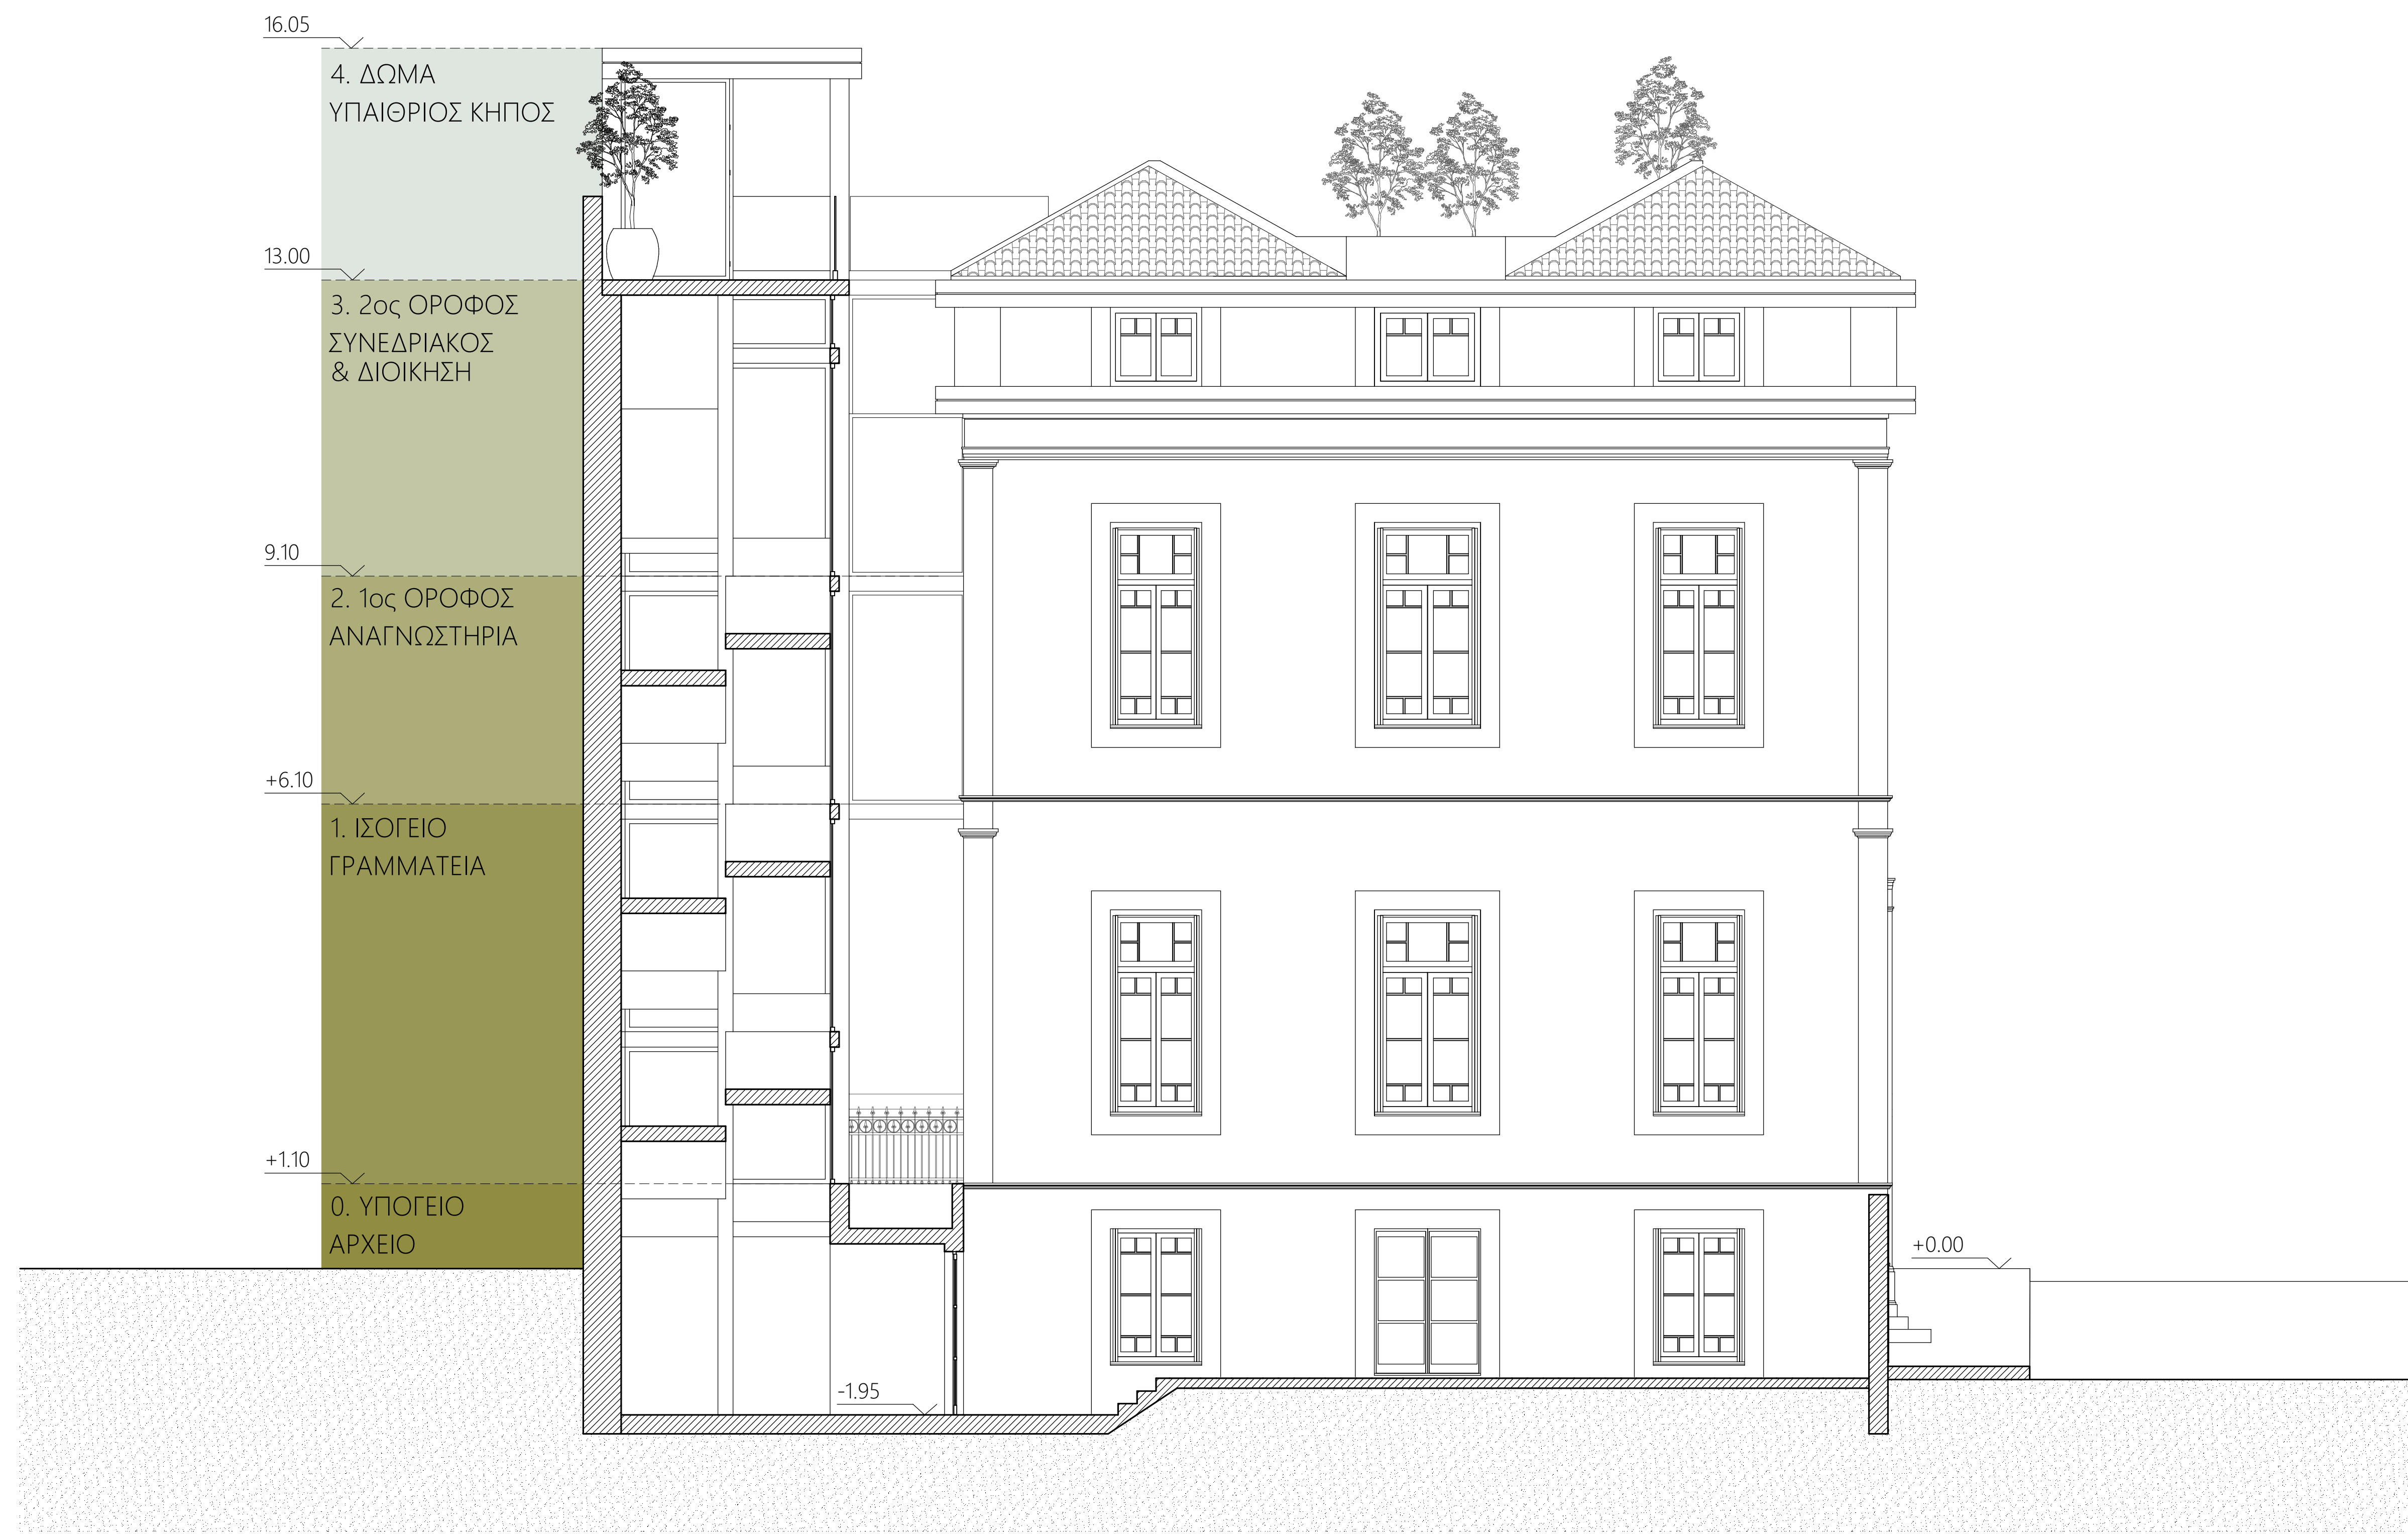 16.05
4. ΔΩΜΑ
ΥΠΑΙΘΡΙΟΣ ΚΗΠΟΣ
13.00
3. 2ος ΟΡΟΦΟΣ
ΣΥΝΕΔΡΙΑΚΟΣ
& ΔΙΟΙΚΗΣΗ
9.10
2. 1ος ΟΡΟΦΟΣ
ΑΝΑΓΝΩΣΤΗΡΙΑ
+6.10
1. ΙΣΟΓΕΙΟ
ΓΡΑΜΜΑΤΕΙΑ
+1.10
0. ΥΠΟΓΕΙΟ
ΑΡΧΕΙΟ
+0.00
-1.95